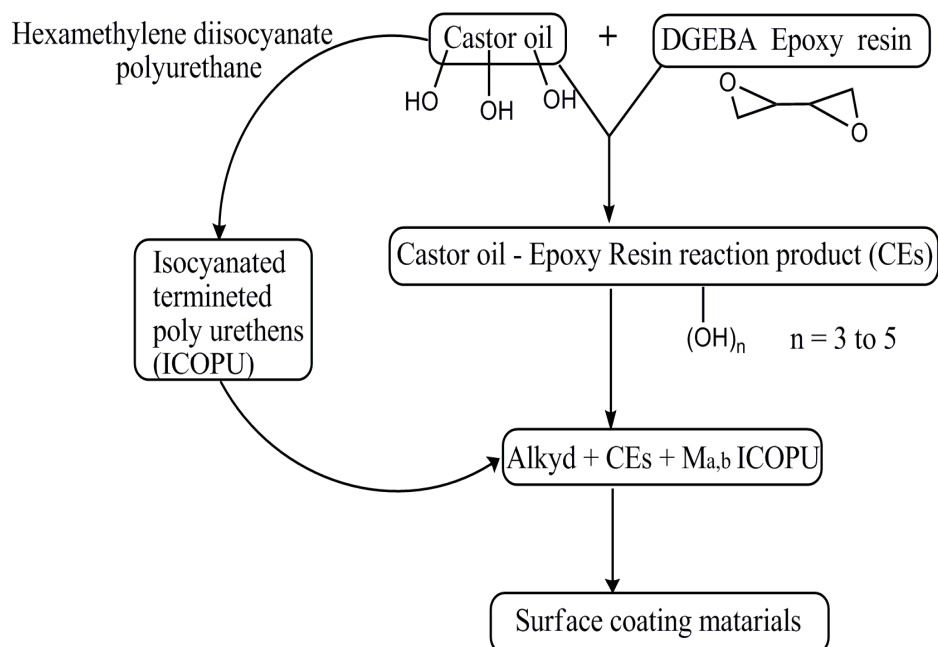 Hexamethylene diisocyanate
polyurethane
Castor oil
+
DGEBA Epoxy resin
HO
OH
OH
O
O
Castor oil - Epoxy Resin reaction product (CEs)
(OH)n n = 3 to 5
Isocyanated
termineted
poly urethens
(ICOPU)
Alkyd + CEs + Ma,b ICOPU
Surface coating matarials